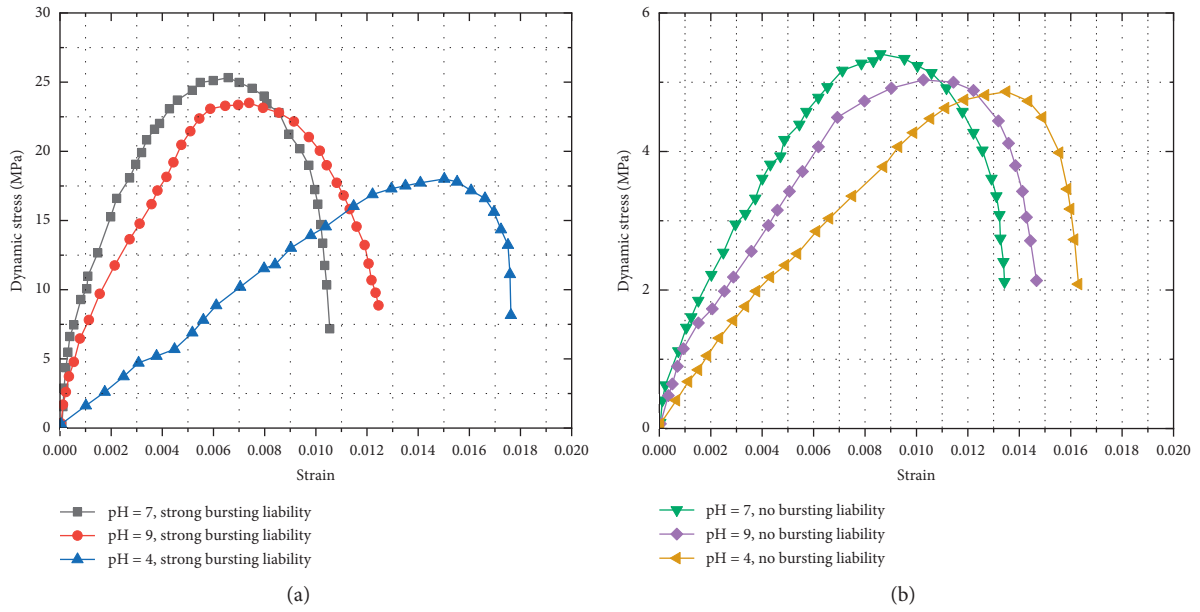 30
25
20
15
10
5
0
Dynamic stress (MPa)
0.000 0.002 0.004 0.006 0.008 0.010 0.012 0.014 0.016 0.018 0.020
Strain
pH = 7, strong bursting liability
pH = 9, strong bursting liability
pH = 4, strong bursting liability
(a)
6
4
2
0
Dynamic stress (MPa)
0.000 0.002 0.004 0.006 0.008 0.010 0.012 0.014 0.016 0.018 0.020
Strain
pH = 7, no bursting liability
pH = 9, no bursting liability
pH = 4, no bursting liability
(b)